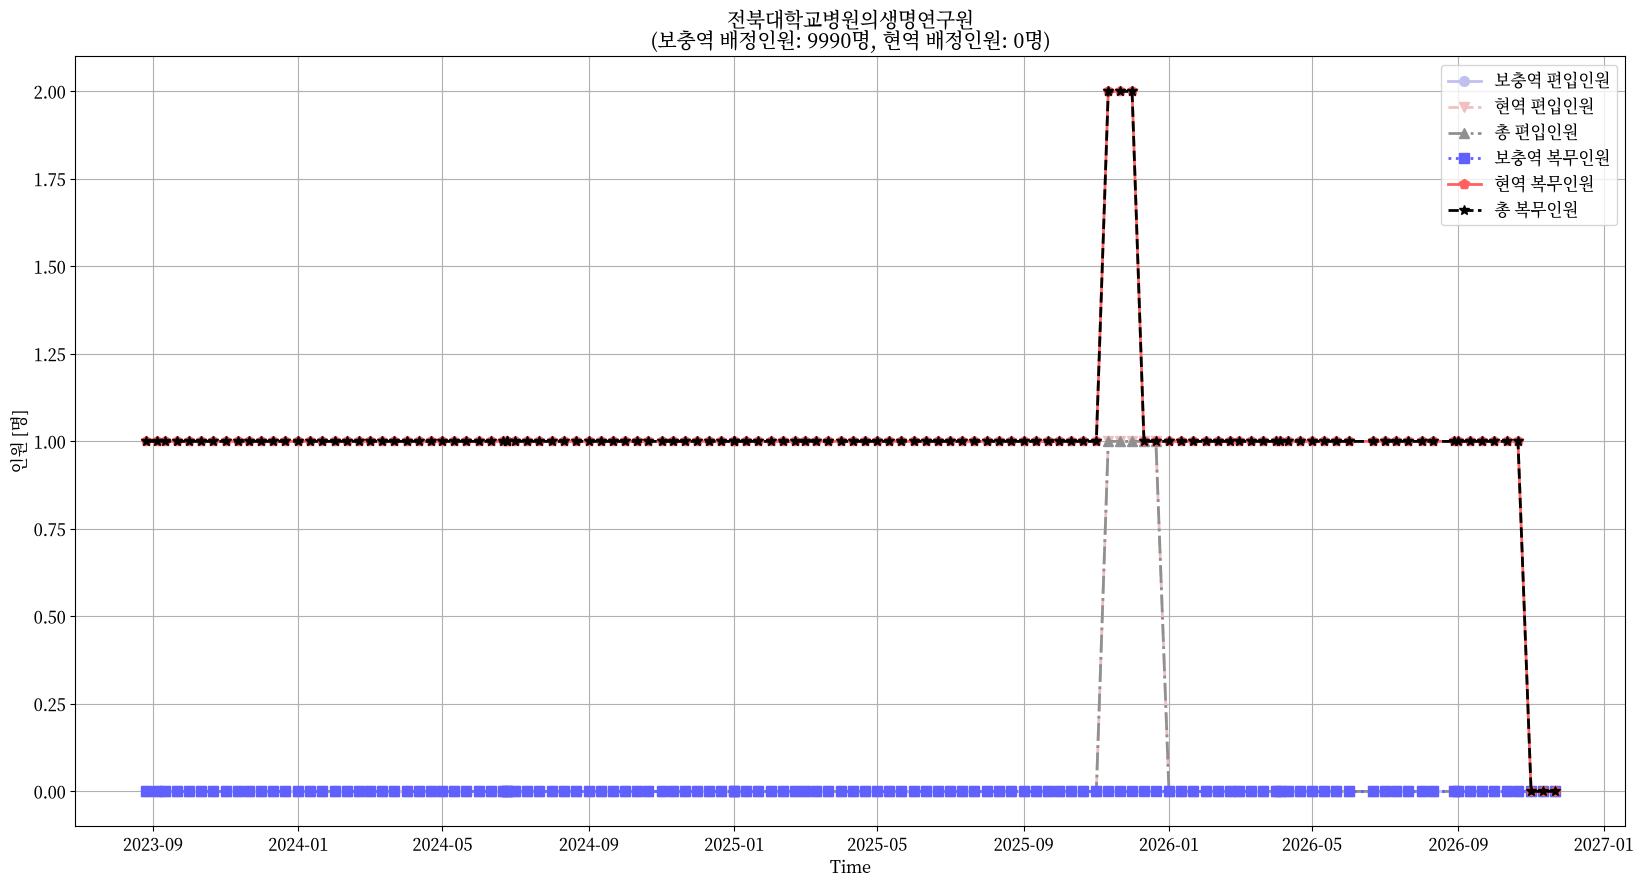 전북대학교병원의생명연구원
(보충역 배정인원: 9990명, 현역 배정인원: 0명)
보충역 편입인원
현역 편입인원
총 편입인원
보충역 복무인원
현역 복무인원
총 복무인원
인원 [명]
2.00
1.75
1.50
1.25
1.00
0.75
0.50
0.25
0.00
2023-09
2024-01
2024-05
2024-09
2025-01
2025-05
2025-09
2026-01
2026-05
2026-09
2027-01
Time